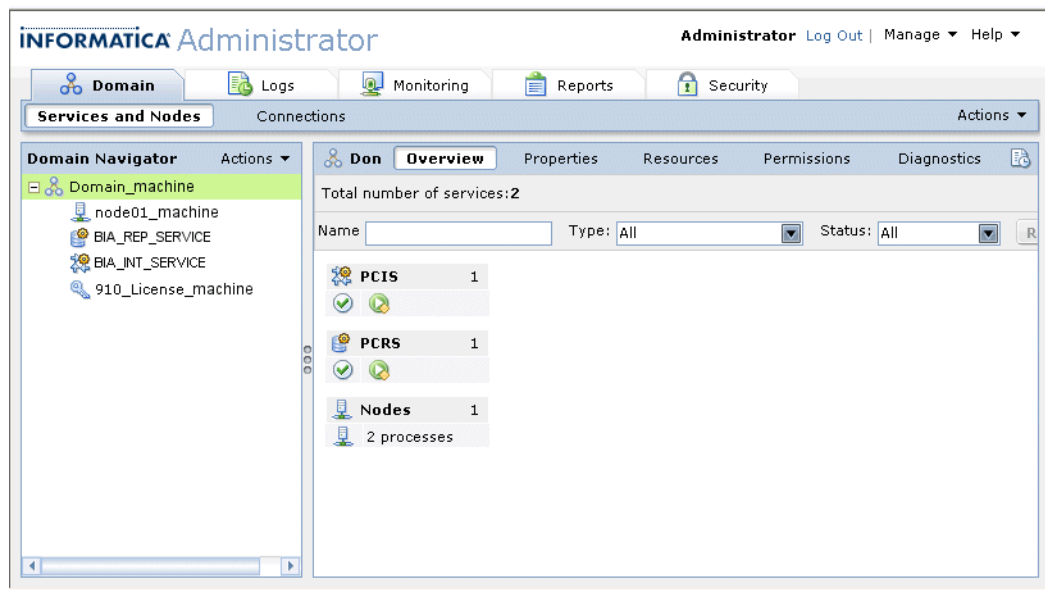 INFORMATICA Administrator
Administrator Log Out | Manage Help
Domain Logs Monitoring Reports Security
Services and Nodes Connections Actions
Domain Navigator Actions
Domain_machine
node01_machine
BIA_REP_SERVICE
BIA_INT_SERVICE
910_License_machine
Don Overview Properties Resources Permissions Diagnostics
Total number of services:2
Name Type: All Status: All R
PCIS 1
PCRS 1
Nodes 1
2 processes